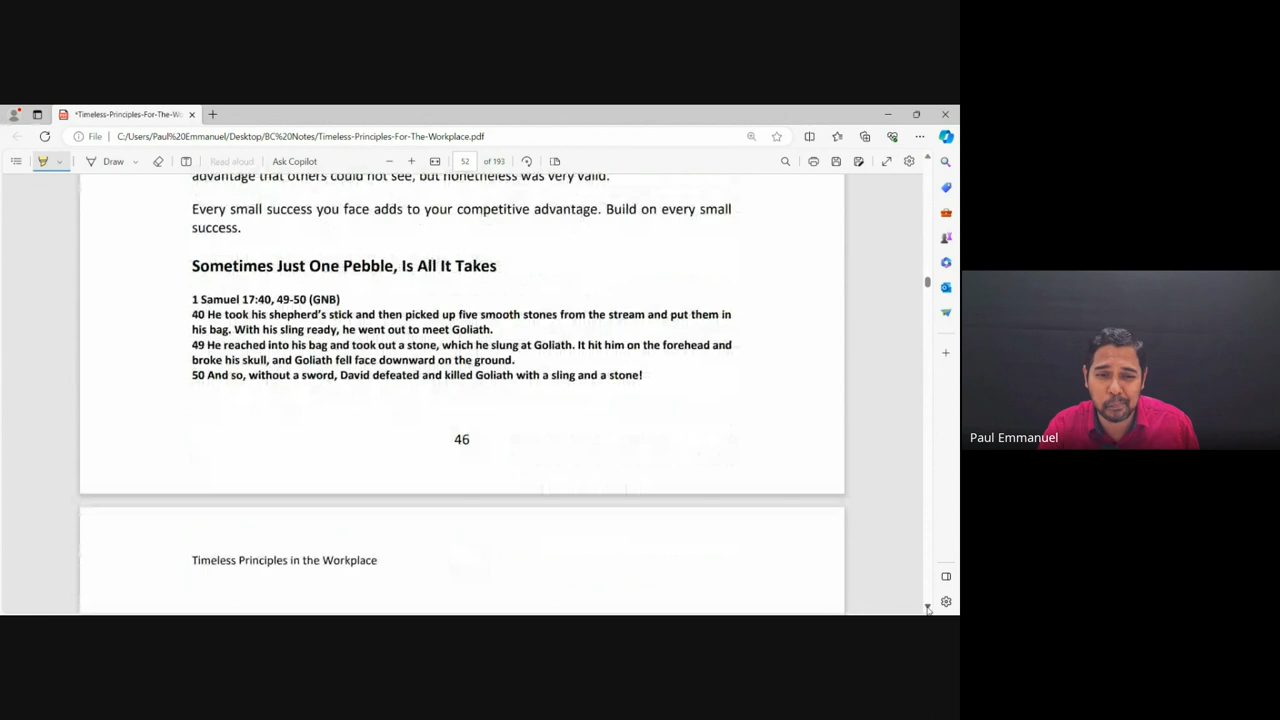 *Timeless-Principles-For-The-Wo
File
C:/Users/Paul%20Emmanuel/Desktop/BC%20Notes/Timeless-Principles-For-The-Workplace.pdf
Draw
Read aloud
Ask Copilot
52
of 193
advantage that others could not see, but nonetheless was very valid.
Every small success you face adds to your competitive advantage. Build on every small
success.
Sometimes Just One Pebble, Is All It Takes
1 Samuel 17:40, 49-50 (GNB)
40 He took his shepherd's stick and then picked up five smooth stones from the stream and put them in
his bag. With his sling ready, he went out to meet Goliath.
49 He reached into his bag and took out a stone, which he slung at Goliath. It hit him on the forehead and
broke his skull, and Goliath fell face downward on the ground.
50 And so, without a sword, David defeated and killed Goliath with a sling and a stone!
46
Timeless Principles in the Workplace
Paul Emmanuel